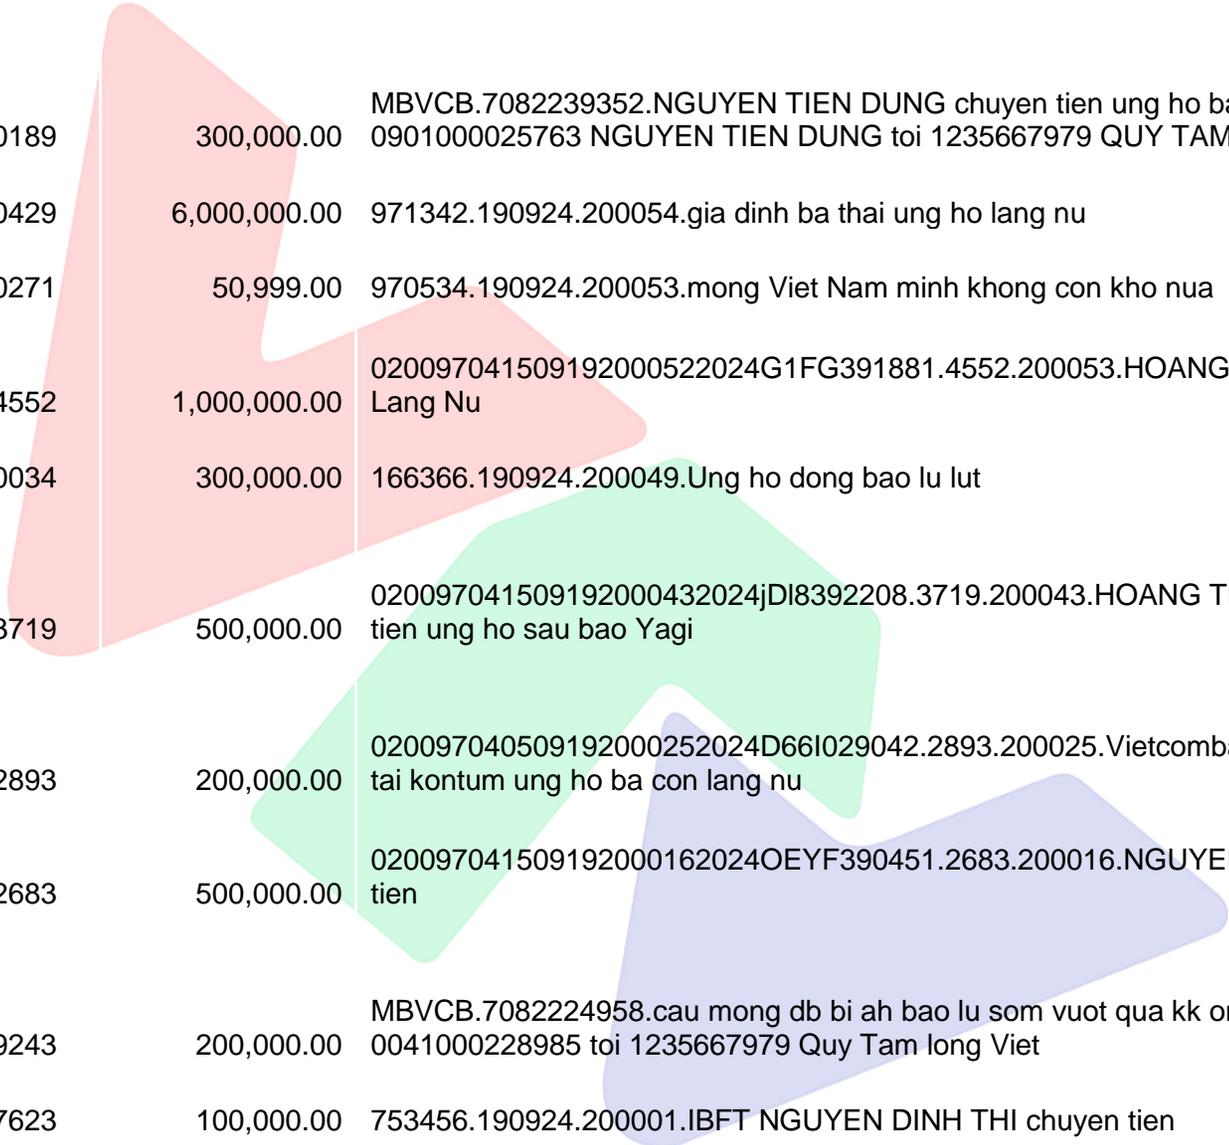 MBVCB.7082239352.NGUYEN TIEN DUNG chuyen tien ung ho
0189 300,000.00 0901000025763 NGUYEN TIEN DUNG toi 1235667979 QUY TAM
0429 6,000,000.00 971342.190924.200054.gia dinh ba thai ung ho lang nu
0271 50,999.00 970534.190924.200053.mong Viet Nam minh khong con kho nua
020097041509192000522024G1FG391881.4552.200053.HOANG
4552 1,000,000.00 Lang Nu
0034 300,000.00 166366.190924.200049.Ung ho dong bao lu lut
020097041509192000432024jDl8392208.3719.200043.HOANG
3719 500,000.00 tien ung ho sau bao Yagi
020097040509192000252024D66I029042.2893.200025.Vietcomba
2893 200,000.00 tai kontum ung ho ba con lang nu
020097041509192000162024OEYF390451.2683.200016.NGUYE
2683 500,000.00 tien
MBVCB.7082224958.cau mong db bi ah bao lu som vuot qua kk
9243 200,000.00 0041000228985 toi 1235667979 Quy Tam long Viet
7623 100,000.00 753456.190924.200001.IBFT NGUYEN DINH THI chuyen tien